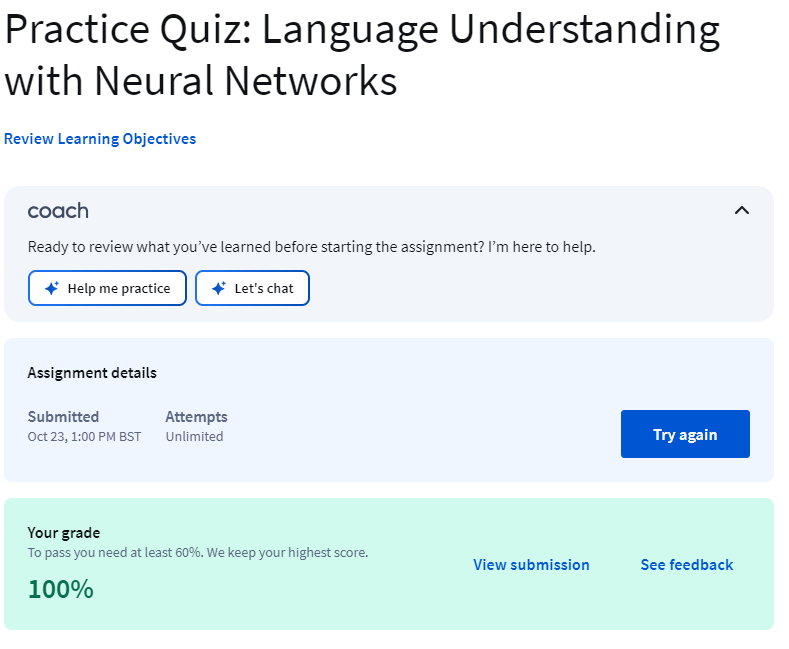 Practice Quiz: Language Understanding
with Neural Networks
Review Learning Objectives
coach
Ready to review what you’ve learned before starting the assignment? I’m here to help.
Help me practice
Let's chat
Assignment details
Submitted
Attempts
Oct 23, 1:00 PM BST
Unlimited
Try again
Your grade
To pass you need at least 60%. We keep your highest score.
View submission
See feedback
100%